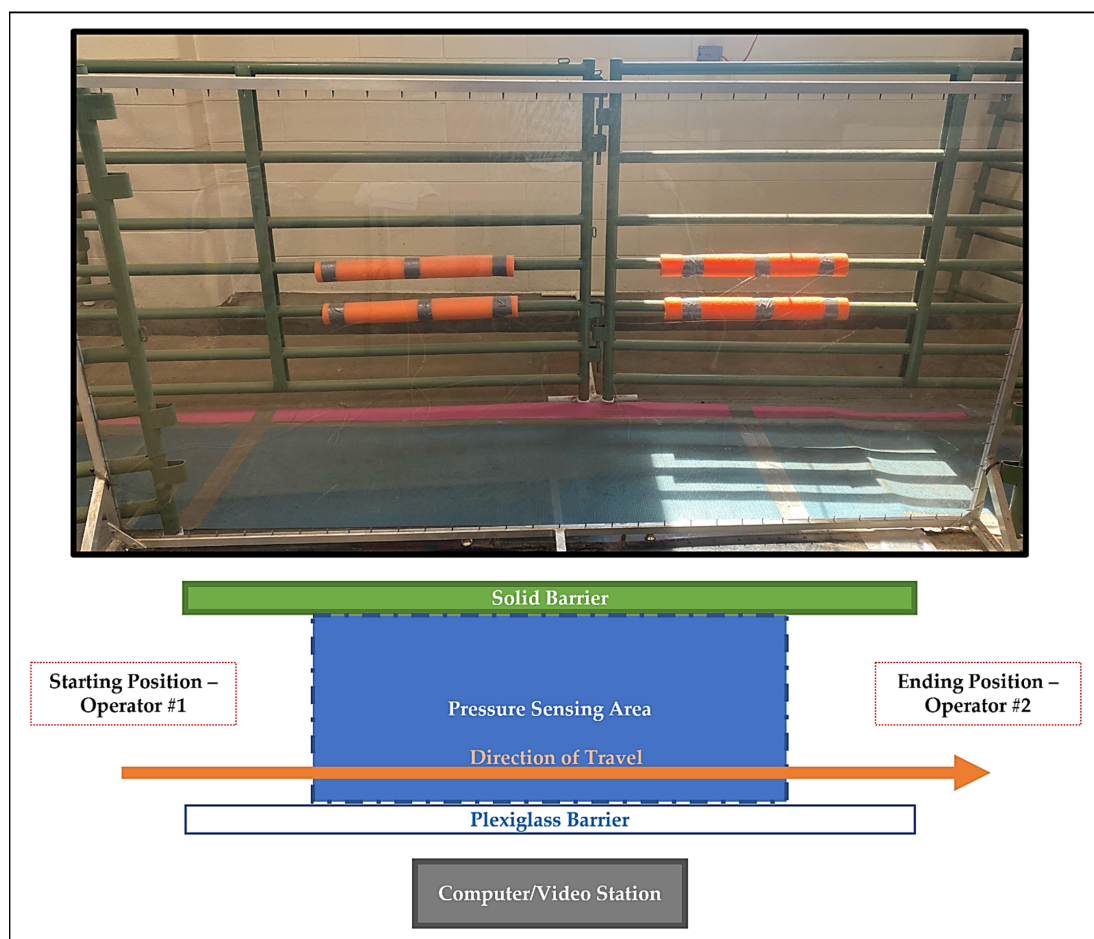 Solid Barrier
Starting Position –
Operator #1
Ending Position –
Operator #2
Pressure Sensing Area
Direction of Travel
Plexiglass Barrier
Computer/Video Station